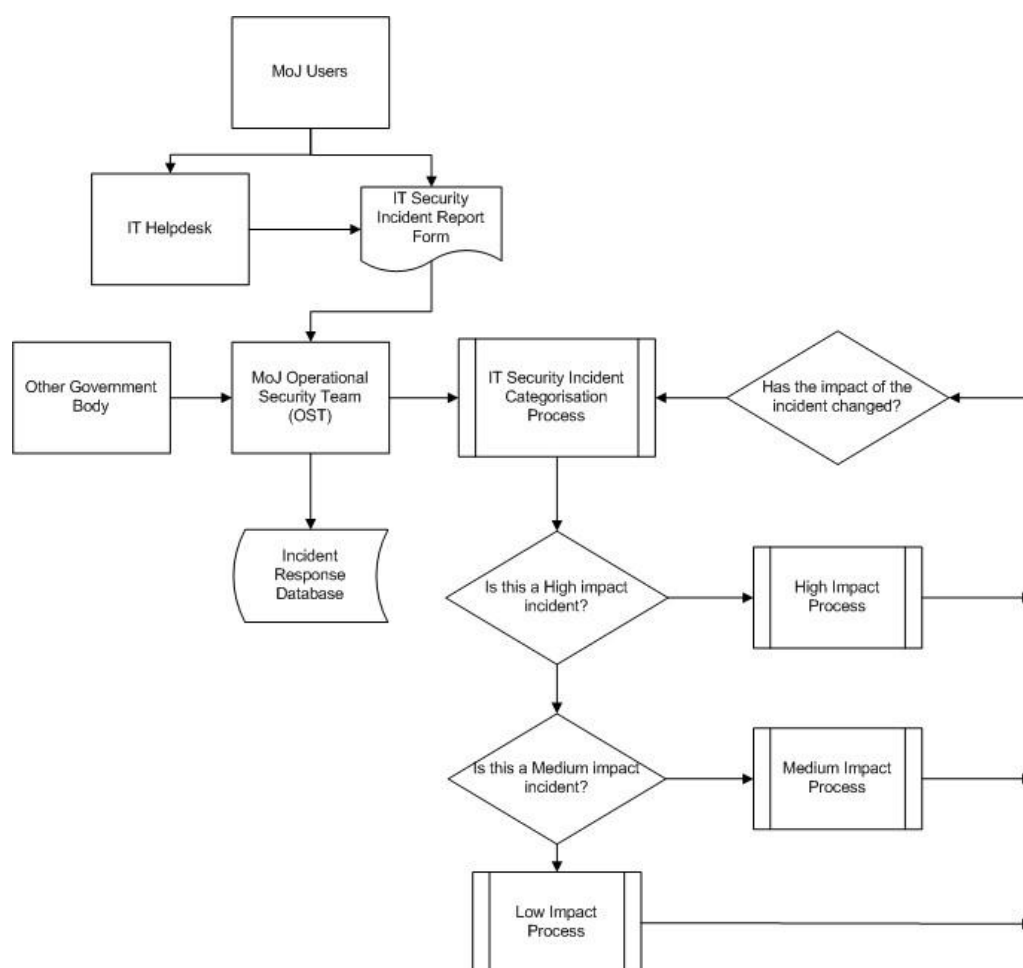 MoJ Users
IT Helpdesk
IT Security
Incident Report
Form
Other Government
Body
MoJ Operational
Security Team
(OST)
IT Security Incident
Categorisation
Process
Has the impact of the
incident changed?
Incident
Response
Database
Is this a High impact
incident?
High Impact
Process
Is this a Medium impact
incident?
Medium Impact
Process
Low Impact
Process